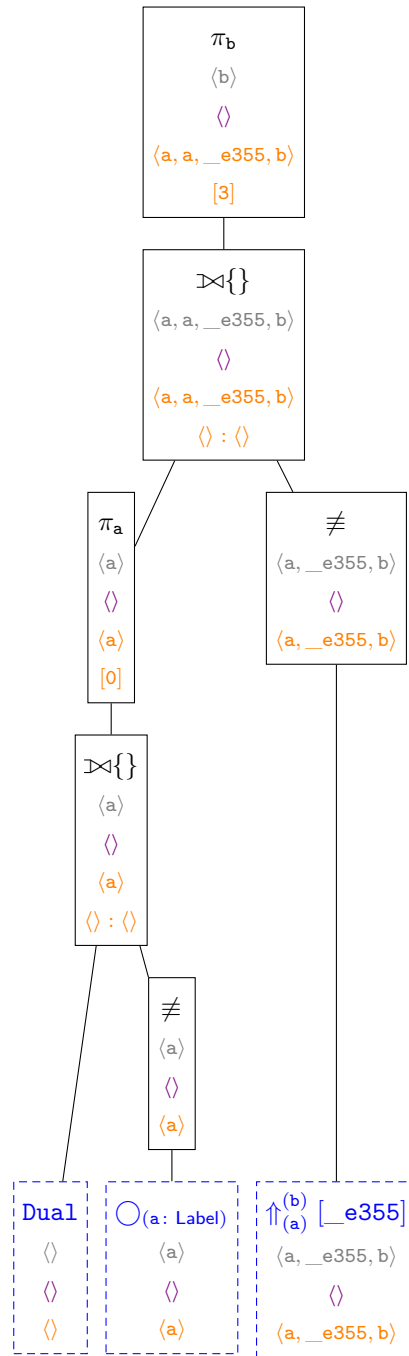 π_b
⟨b⟩
⟨⟩
⟨a, a, __e355, b⟩
[3]
⟕{}
⟨a, a, __e355, b⟩
⟨⟩
⟨a, a, __e355, b⟩
⟨⟩ : ⟨⟩
π_a
⟨a⟩
⟨⟩
⟨a⟩
[0]
≢
⟨a, __e355, b⟩
⟨⟩
⟨a, __e355, b⟩
⟕{}
⟨a⟩
⟨⟩
⟨a⟩
⟨⟩ : ⟨⟩
≢
⟨a⟩
⟨⟩
⟨a⟩
Dual
⟨⟩
⟨⟩
⟨⟩
◯_(a: Label)
⟨a⟩
⟨⟩
⟨a⟩
⇑_(a)^(b) [__e355]
⟨a, __e355, b⟩
⟨⟩
⟨a, __e355, b⟩